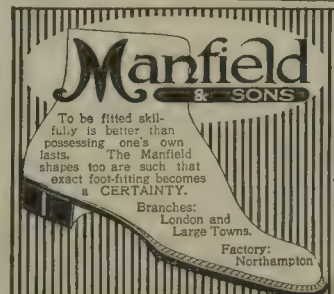 Manfield
& SONS
To be fitted skil-
fully is better than
possessing one's own
lasts. The Manfield
shapes too are such that
exact foot-fitting becomes
a CERTAINTY.
Branches:
London and
Large Towns.
Factory:
Northampton